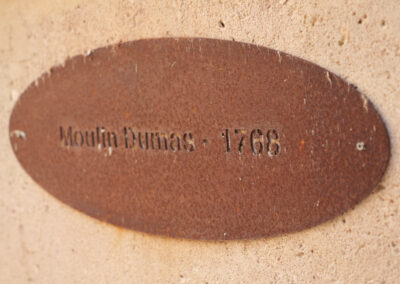 Moulin Dumas · 1768